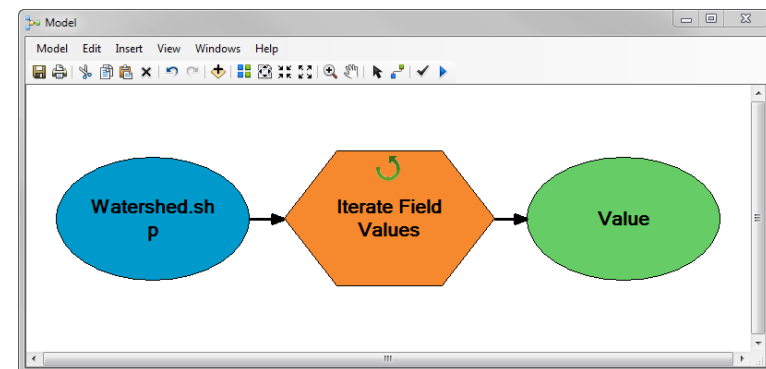 Model
Model Edit Insert View Windows Help
Watershed.sh
p
Iterate Field
Values
Value